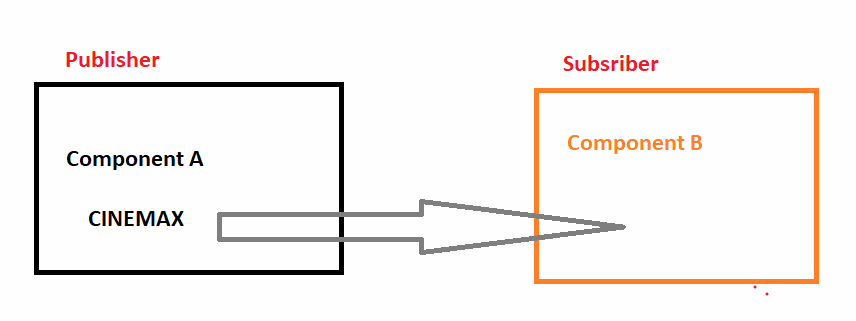 Publisher
Subsriber
Component A
Component B
CINEMAX